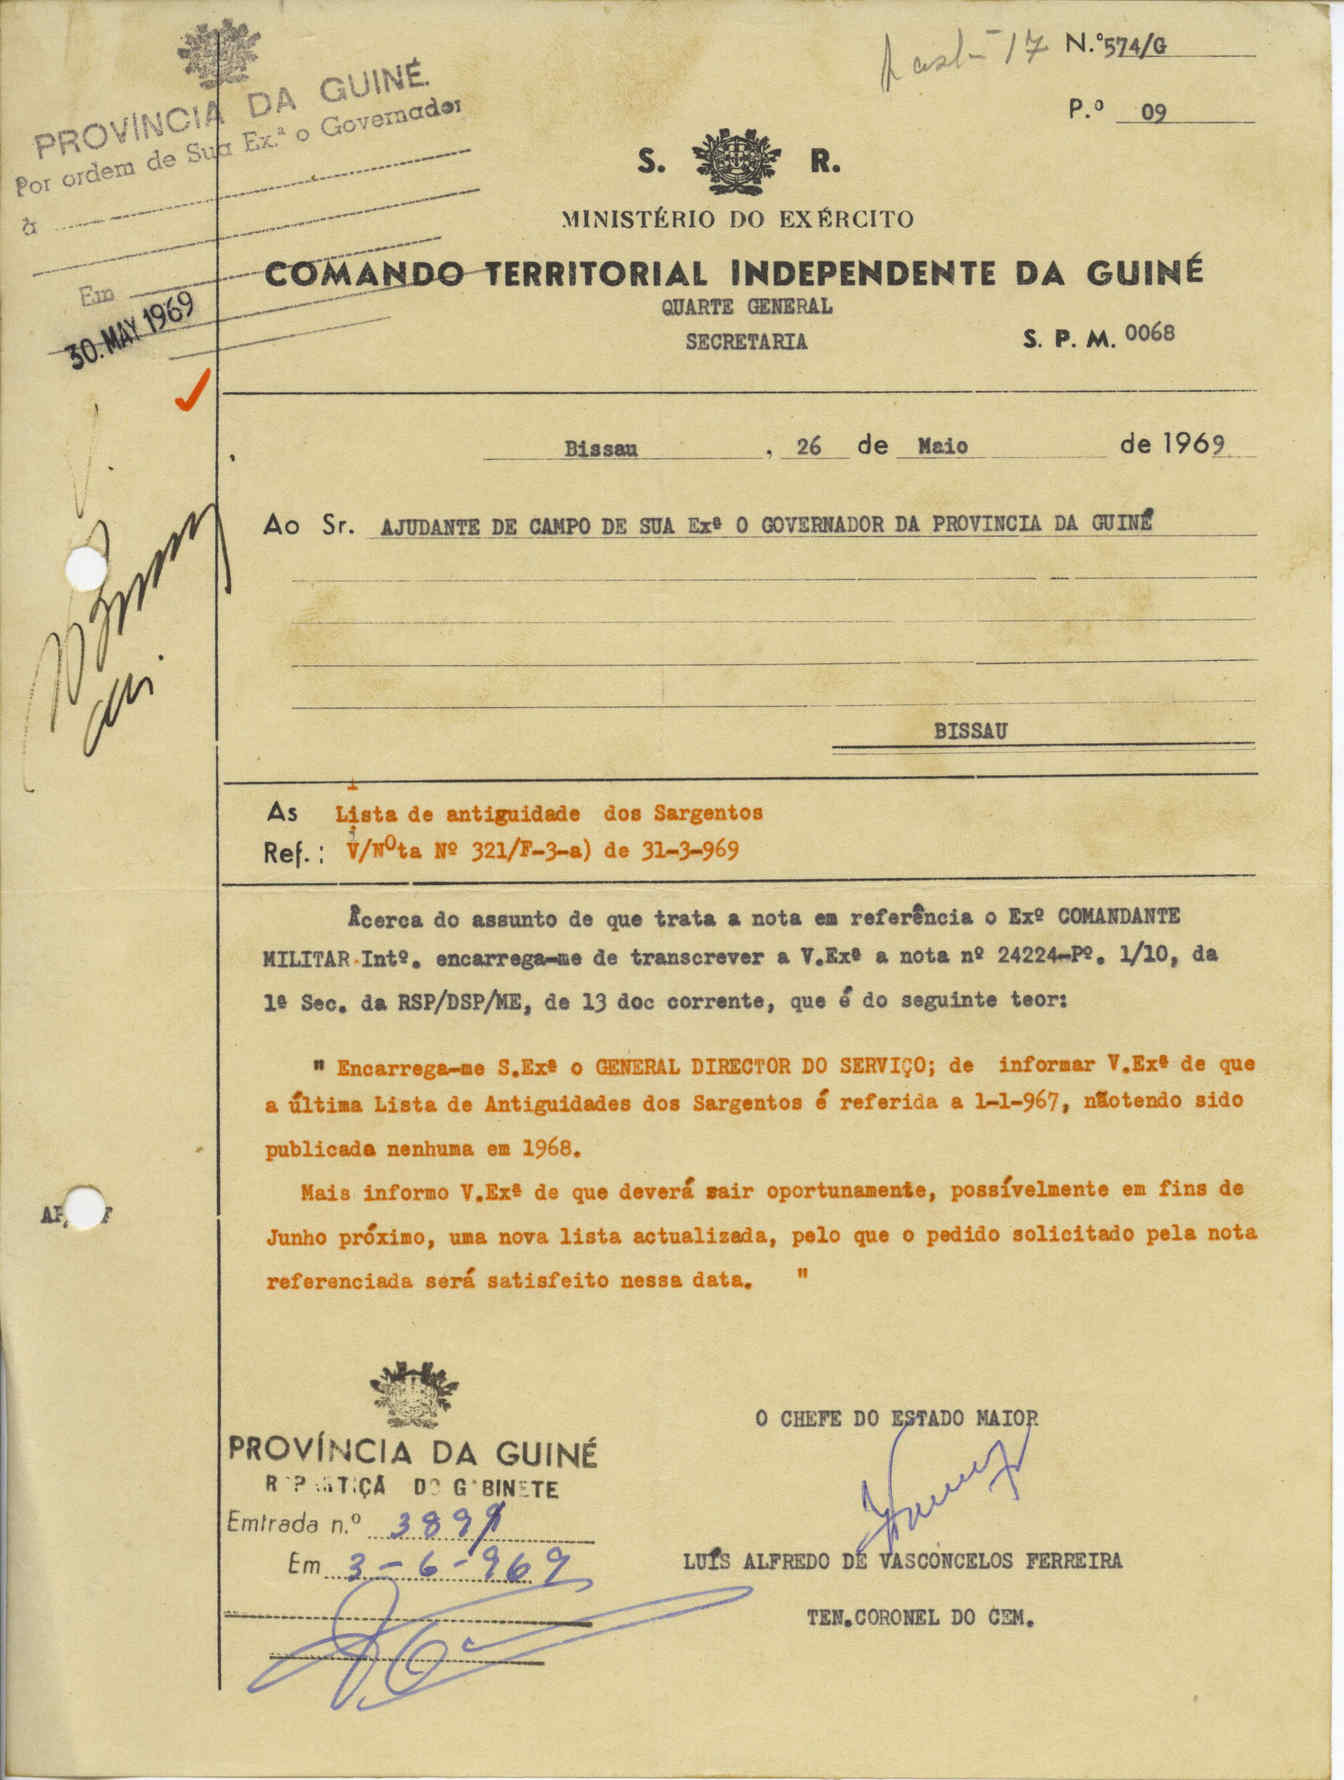 N.º 574/G
P.º 09
PROVÍNCIA DA GUINÉ
Por ordem de Sua Ex.ª o Governador
à
Em
30. MAY 1969
S. R.
MINISTÉRIO DO EXÉRCITO
COMANDO TERRITORIAL INDEPENDENTE DA GUINÉ
QUARTE GENERAL
SECRETARIA
S. P. M. 0068
Bissau, 26 de Maio de 1969
Ao Sr. AJUDANTE DE CAMPO DE SUA Exª O GOVERNADOR DA PROVINCIA DA GUINÉ
BISSAU
As Lista de antiguidade dos Sargentos
Ref.: V/Nota Nº 321/F-3-a) de 31-3-969
Àcerca do assunto de que trata a nota em referência o Exº COMANDANTE
MILITAR Intº. encarrega-me de transcrever a V.Exª a nota nº 24224-Pº. 1/10, da
1ª Sec. da RSP/DSP/ME, de 13 doc corrente, que é do seguinte teor:
" Encarrega-me S.Exª o GENERAL DIRECTOR DO SERVIÇO; de informar V.Exª de que
a última Lista de Antiguidades dos Sargentos é referida a 1-1-967, nãotendo sido
publicada nenhuma em 1968.
Mais informo V.Exª de que deverá sair oportunamente, possívelmente em fins de
Junho próximo, uma nova lista actualizada, pelo que o pedido solicitado pela nota
referenciada será satisfeito nessa data. "
O CHEFE DO ESTADO MAIOR
LUÍS ALFREDO DE VASCONCELOS FERREIRA
TEN.CORONEL DO CEM.
PROVÍNCIA DA GUINÉ
REPARTIÇÃO DO GABINETE
Entrada n.º
Em 3-6-969